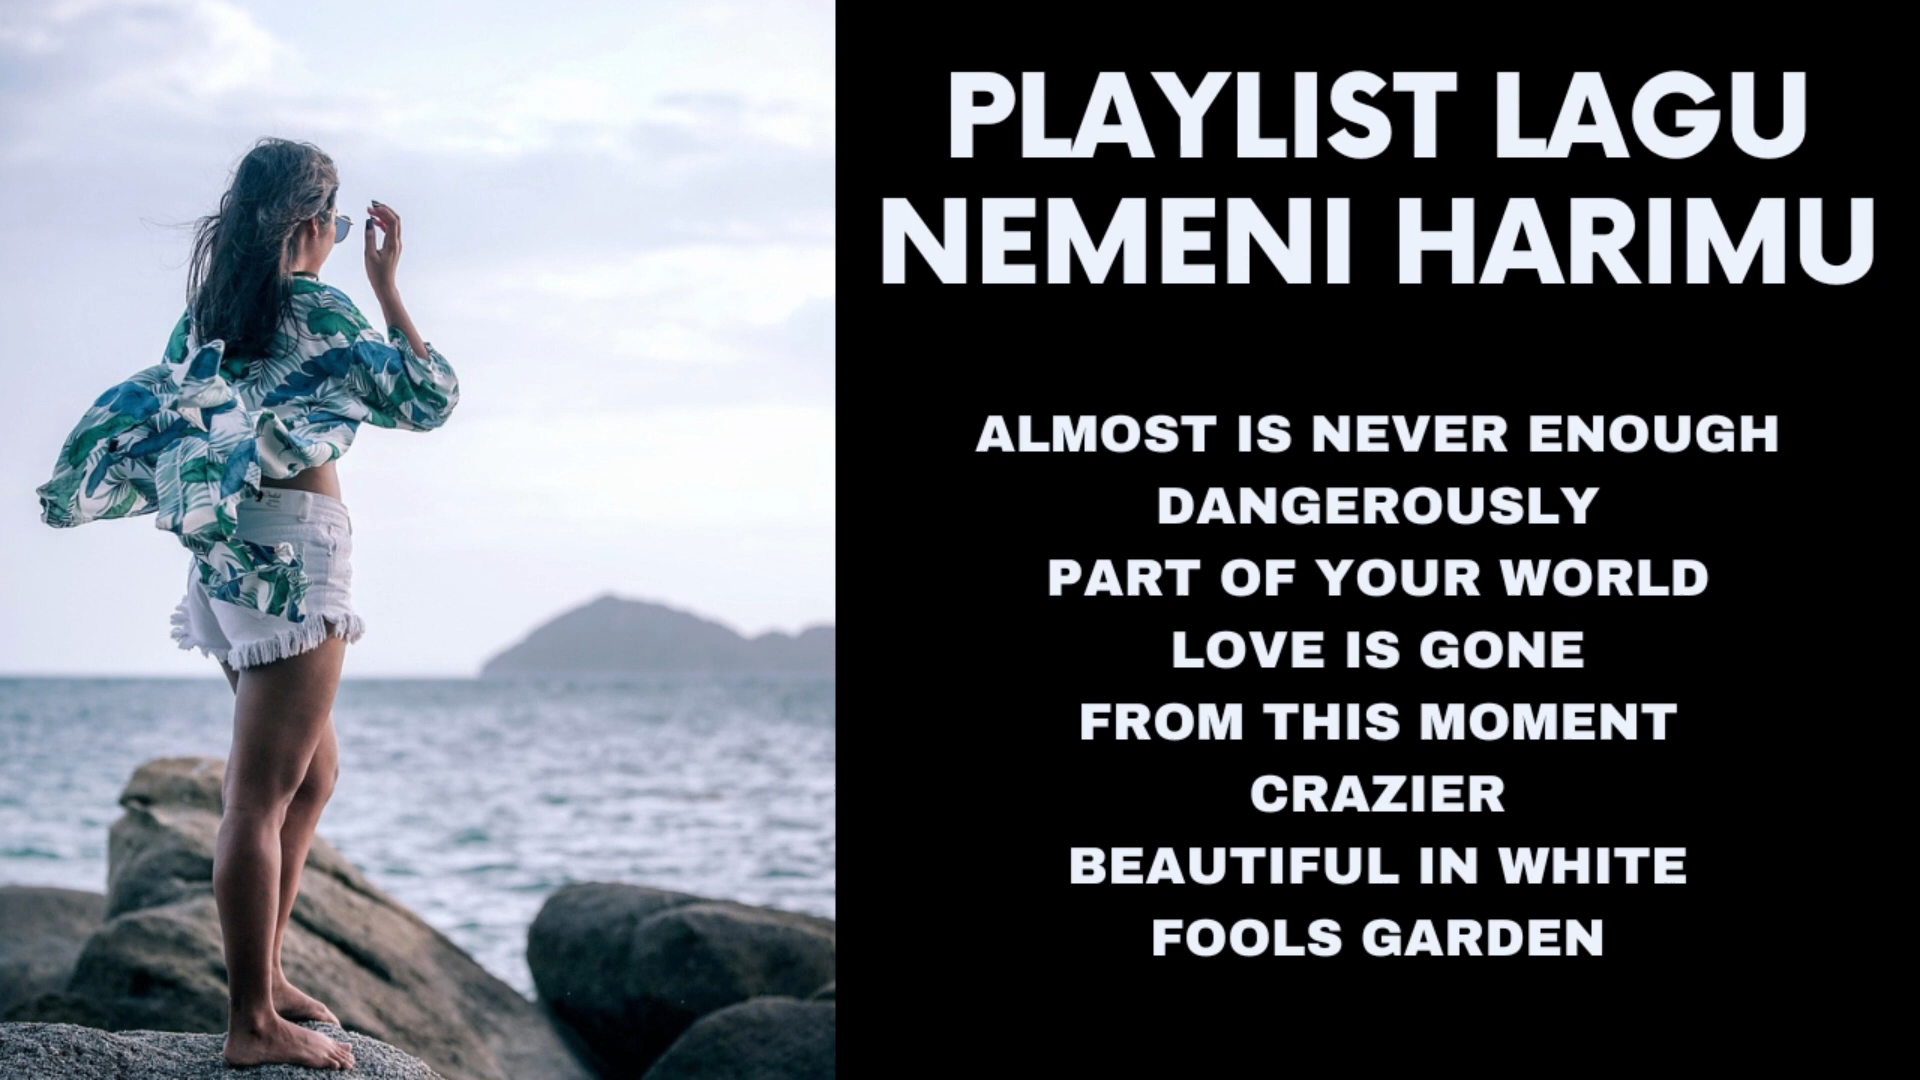 PLAYLIST LAGU
NEMENI HARIMU
ALMOST IS NEVER ENOUGH
DANGEROUSLY
PART OF YOUR WORLD
LOVE IS GONE
FROM THIS MOMENT
CRAZIER
BEAUTIFUL IN WHITE
FOOLS GARDEN